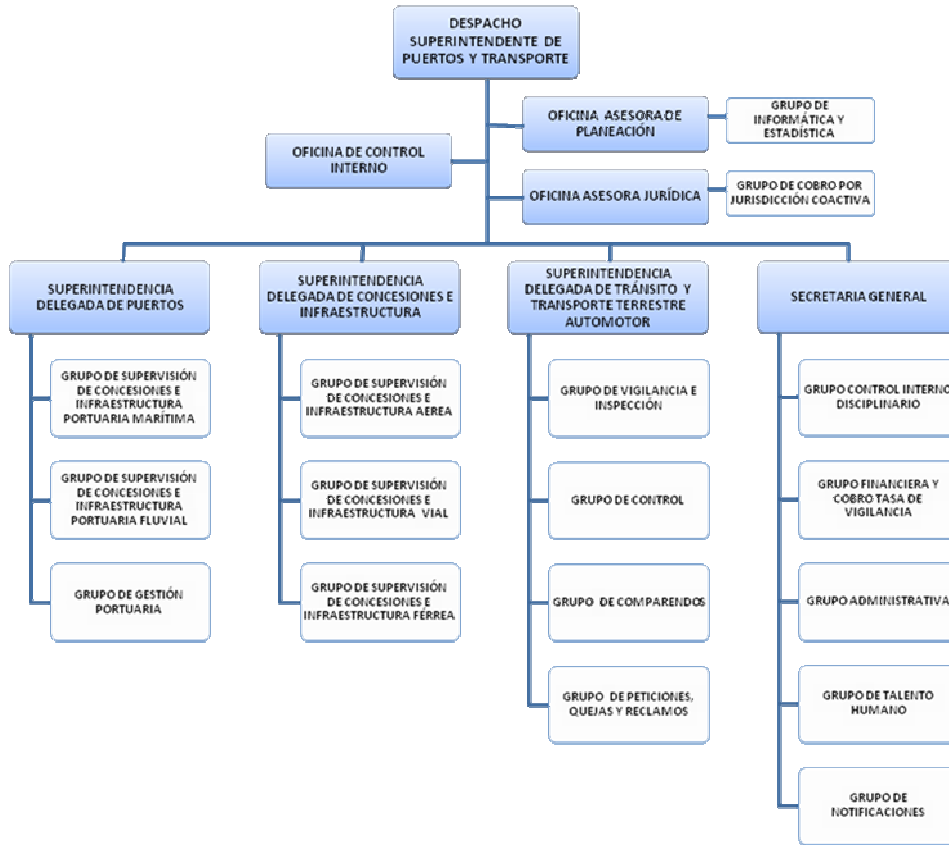 DESPACHO
SUPERINTENDE DE
PUERTOS Y TRANSPORTE
OFICINA ASESORA DE
PLANEACIÓN
GRUPO DE
INFORMÁTICA Y
ESTADÍSTICA
OFICINA DE CONTROL
INTERNO
OFICINA ASESORA JURÍDICA
GRUPO DE COBRO POR
JURISDICCIÓN COACTIVA
SUPERINTENDENCIA
DELEGADA DE PUERTOS
SUPERINTENDENCIA
DELEGADA DE CONCESIONES E
INFRAESTRUCTURA
SUPERINTENDENCIA
DELEGADA DE TRÁNSITO Y
TRANSPORTE TERRESTRE
AUTOMOTOR
SECRETARIA GENERAL
GRUPO DE SUPERVISIÓN
DE CONCESIONES E
INFRAESTRUCTURA
PORTUARIA MARÍTIMA
GRUPO DE SUPERVISIÓN
DE CONCESIONES E
INFRAESTRUCTURA
PORTUARIA FLUVIAL
GRUPO DE GESTIÓN
PORTUARIA
GRUPO DE SUPERVISIÓN
DE CONCESIONES E
INFRAESTRUCTURA AEREA
GRUPO DE SUPERVISIÓN
DE CONCESIONES E
INFRAESTRUCTURA VIAL
GRUPO DE SUPERVISIÓN
DE CONCESIONES E
INFRAESTRUCTURA FÉRREA
GRUPO DE VIGILANCIA E
INSPECCIÓN
GRUPO DE CONTROL
GRUPO DE COMPARENDOS
GRUPO DE PETICIONES,
QUEJAS Y RECLAMOS
GRUPO CONTROL INTERNO
DISCIPLINARIO
GRUPO FINANCIERA Y
COBRO TASA DE
VIGILANCIA
GRUPO ADMINISTRATIVA
GRUPO DE TALENTO
HUMANO
GRUPO DE
NOTIFICACIONES